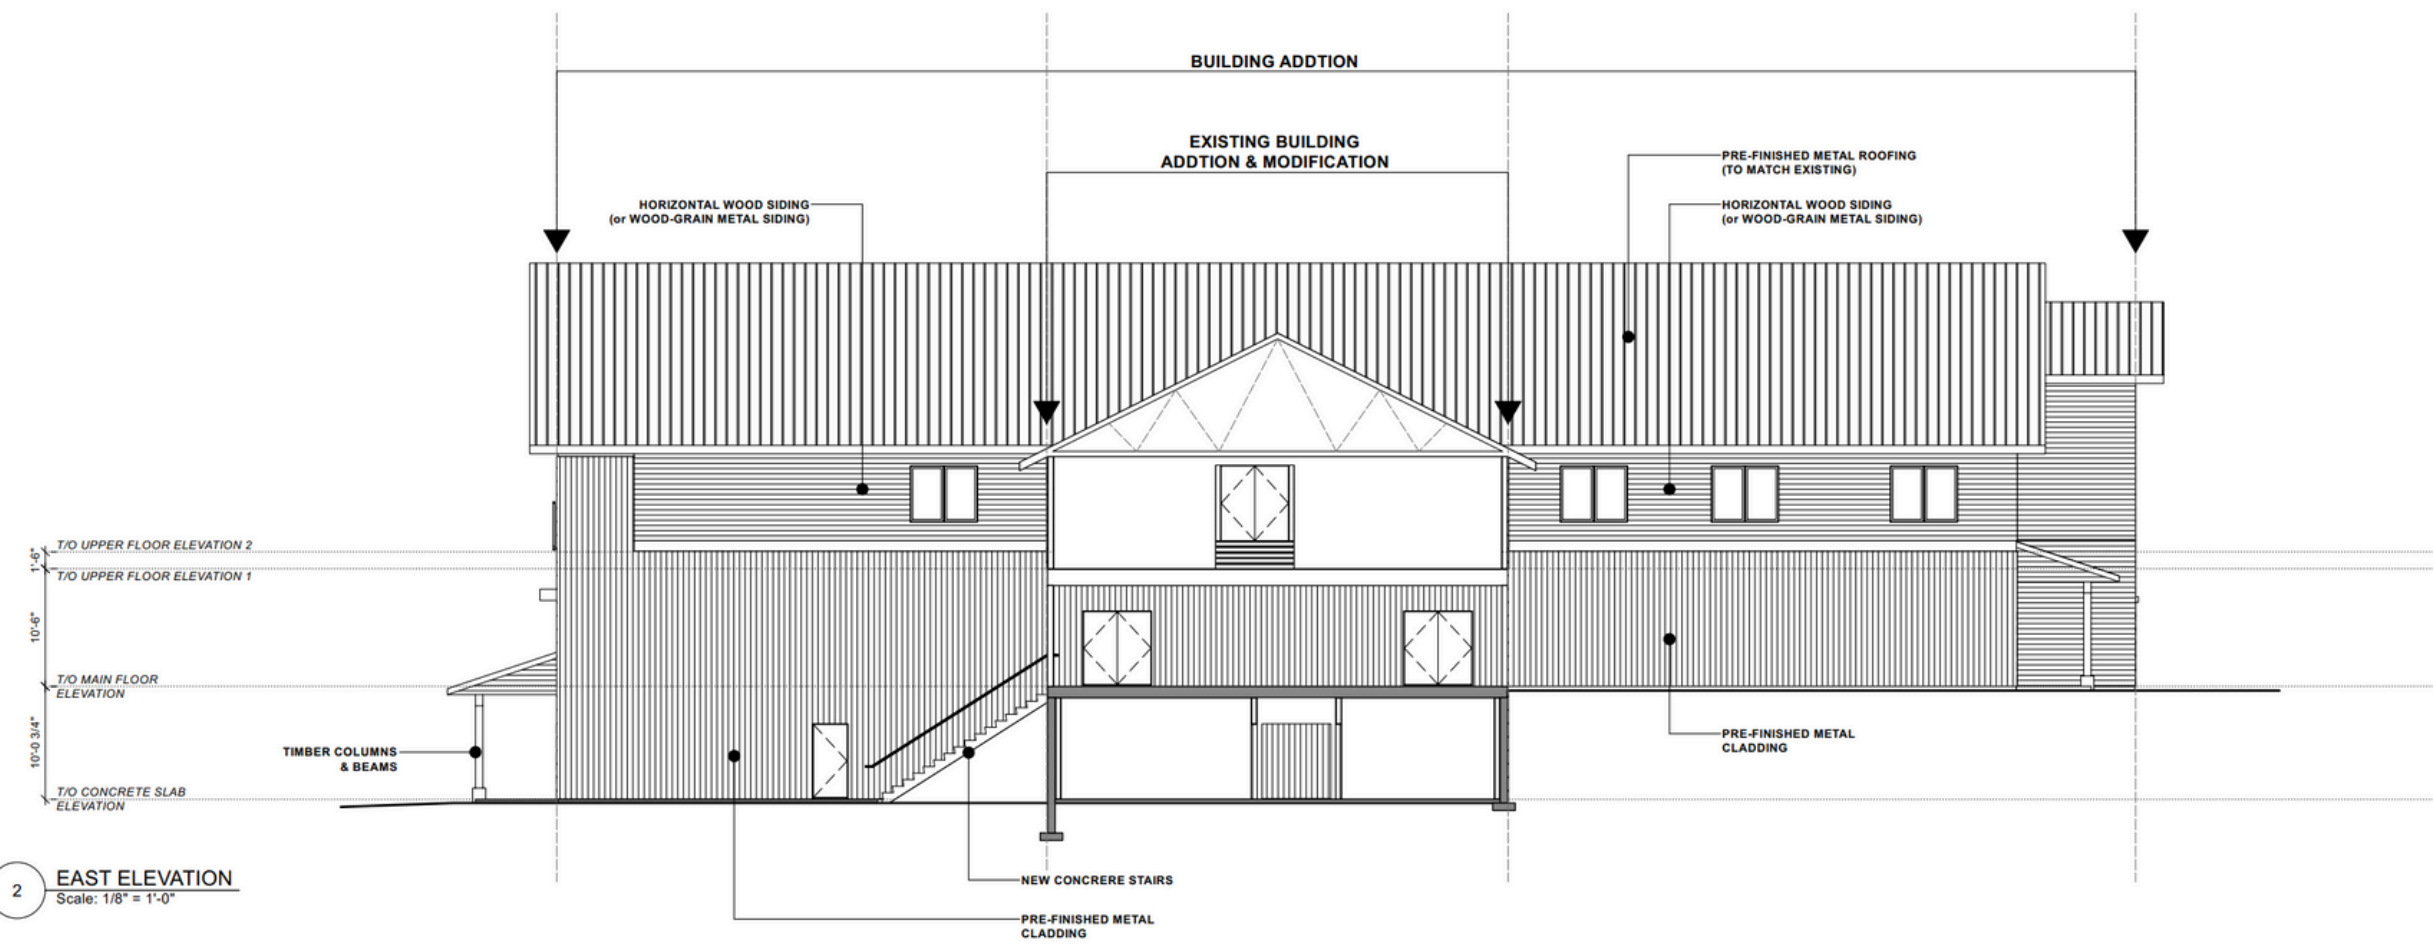 BUILDING ADDTION
EXISTING BUILDING
ADDTION & MODIFICATION
PRE-FINISHED METAL ROOFING
(TO MATCH EXISTING)
HORIZONTAL WOOD SIDING
(or WOOD-GRAIN METAL SIDING)
HORIZONTAL WOOD SIDING
(or WOOD-GRAIN METAL SIDING)
T/O UPPER FLOOR ELEVATION 2
1'-6"
T/O UPPER FLOOR ELEVATION 1
10'-6"
T/O MAIN FLOOR
ELEVATION
10'-0 3/4"
T/O CONCRETE SLAB
ELEVATION
TIMBER COLUMNS
& BEAMS
PRE-FINISHED METAL
CLADDING
NEW CONCRERE STAIRS
PRE-FINISHED METAL
CLADDING
2
EAST ELEVATION
Scale: 1/8" = 1'-0"